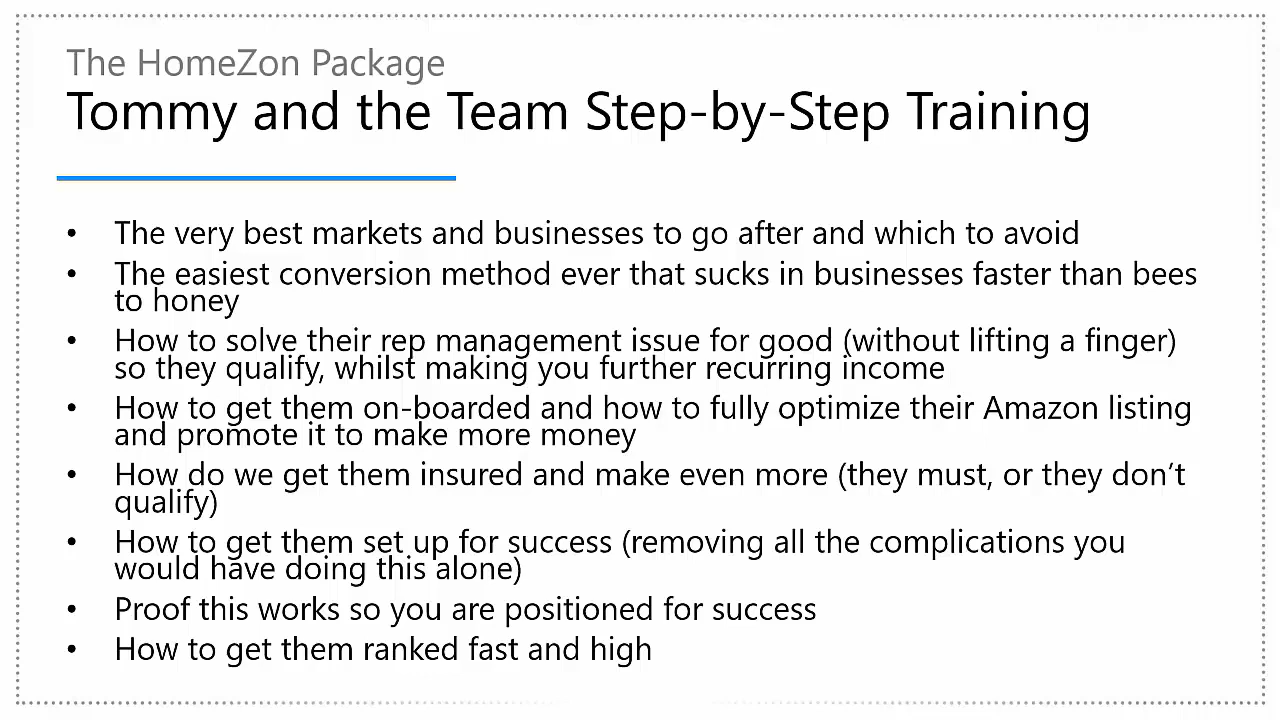 The HomeZon Package
Tommy and the Team Step-by-Step Training
• The very best markets and businesses to go after and which to avoid
• The easiest conversion method ever that sucks in businesses faster than bees
to honey
• How to solve their rep management issue for good (without lifting a finger)
so they qualify, whilst making you further recurring income
• How to get them on-boarded and how to fully optimize their Amazon listing
and promote it to make more money
• How do we get them insured and make even more (they must, or they don’t
qualify)
• How to get them set up for success (removing all the complications you
would have doing this alone)
• Proof this works so you are positioned for success
• How to get them ranked fast and high